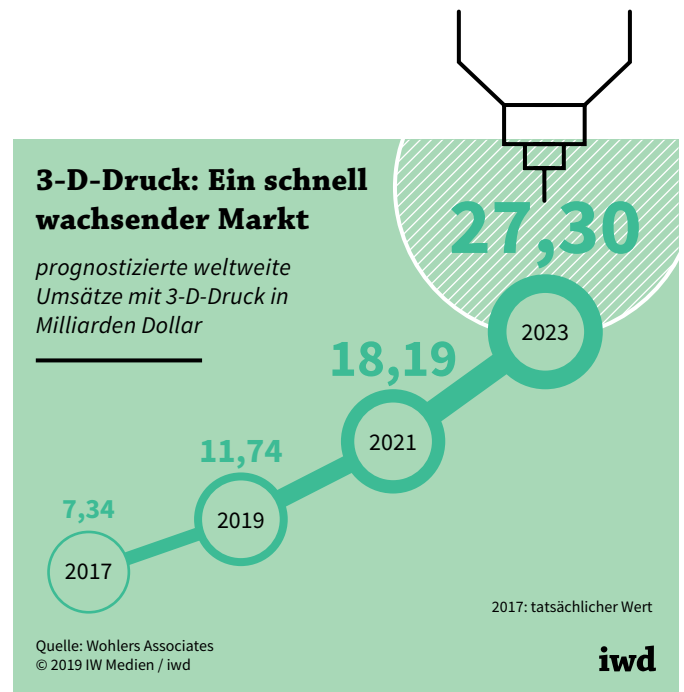 3-D-Druck: Ein schnell
wachsender Markt
prognostizierte weltweite
Umsätze mit 3-D-Druck in
Milliarden Dollar
27,30
2023
18,19
2021
11,74
2019
7,34
2017
2017: tatsächlicher Wert
Quelle: Wohlers Associates
© 2019 IW Medien / iwd
iwd